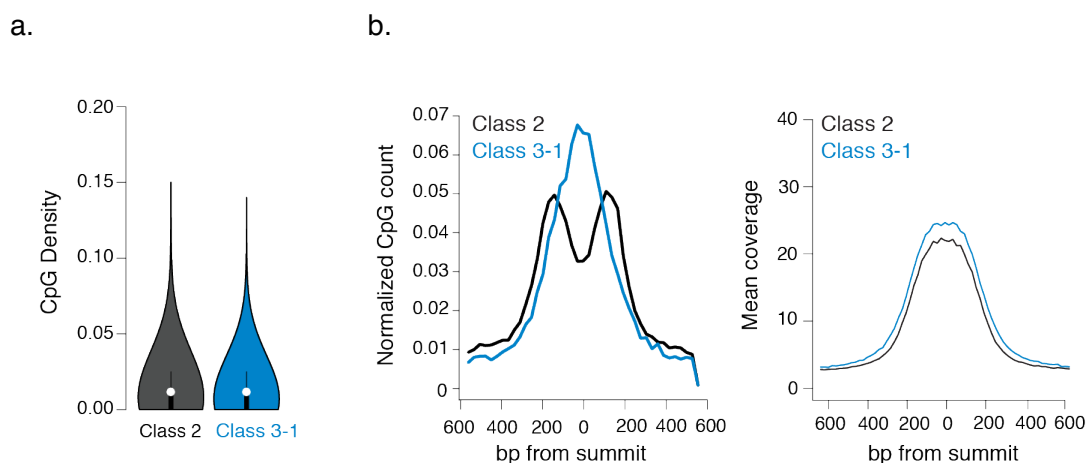 a.
b.
CpG Density
0.20
0.15
0.10
0.05
0.00
Class 2
Class 3-1
Normalized CpG count
0.07
0.06
0.05
0.04
0.03
0.02
0.01
0
Class 2
Class 3-1
600 400 200 0 200 400 600
bp from summit
Mean coverage
40
30
20
10
0
Class 2
Class 3-1
600 400 200 0 200 400 600
bp from summit